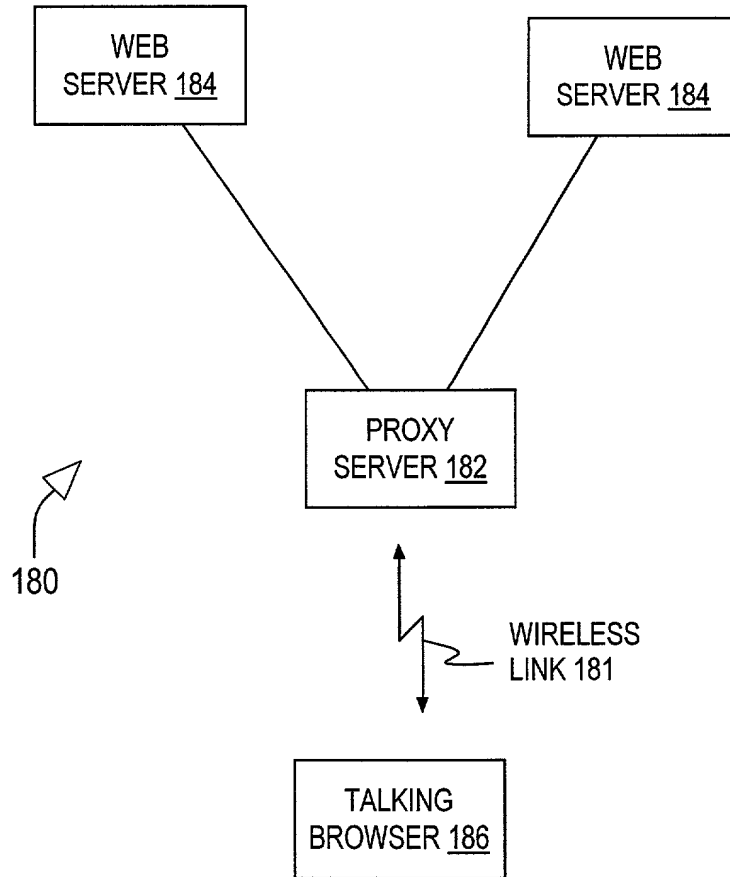 WEB
SERVER 184
WEB
SERVER 184
PROXY
SERVER 182
180
WIRELESS
LINK 181
TALKING
BROWSER 186